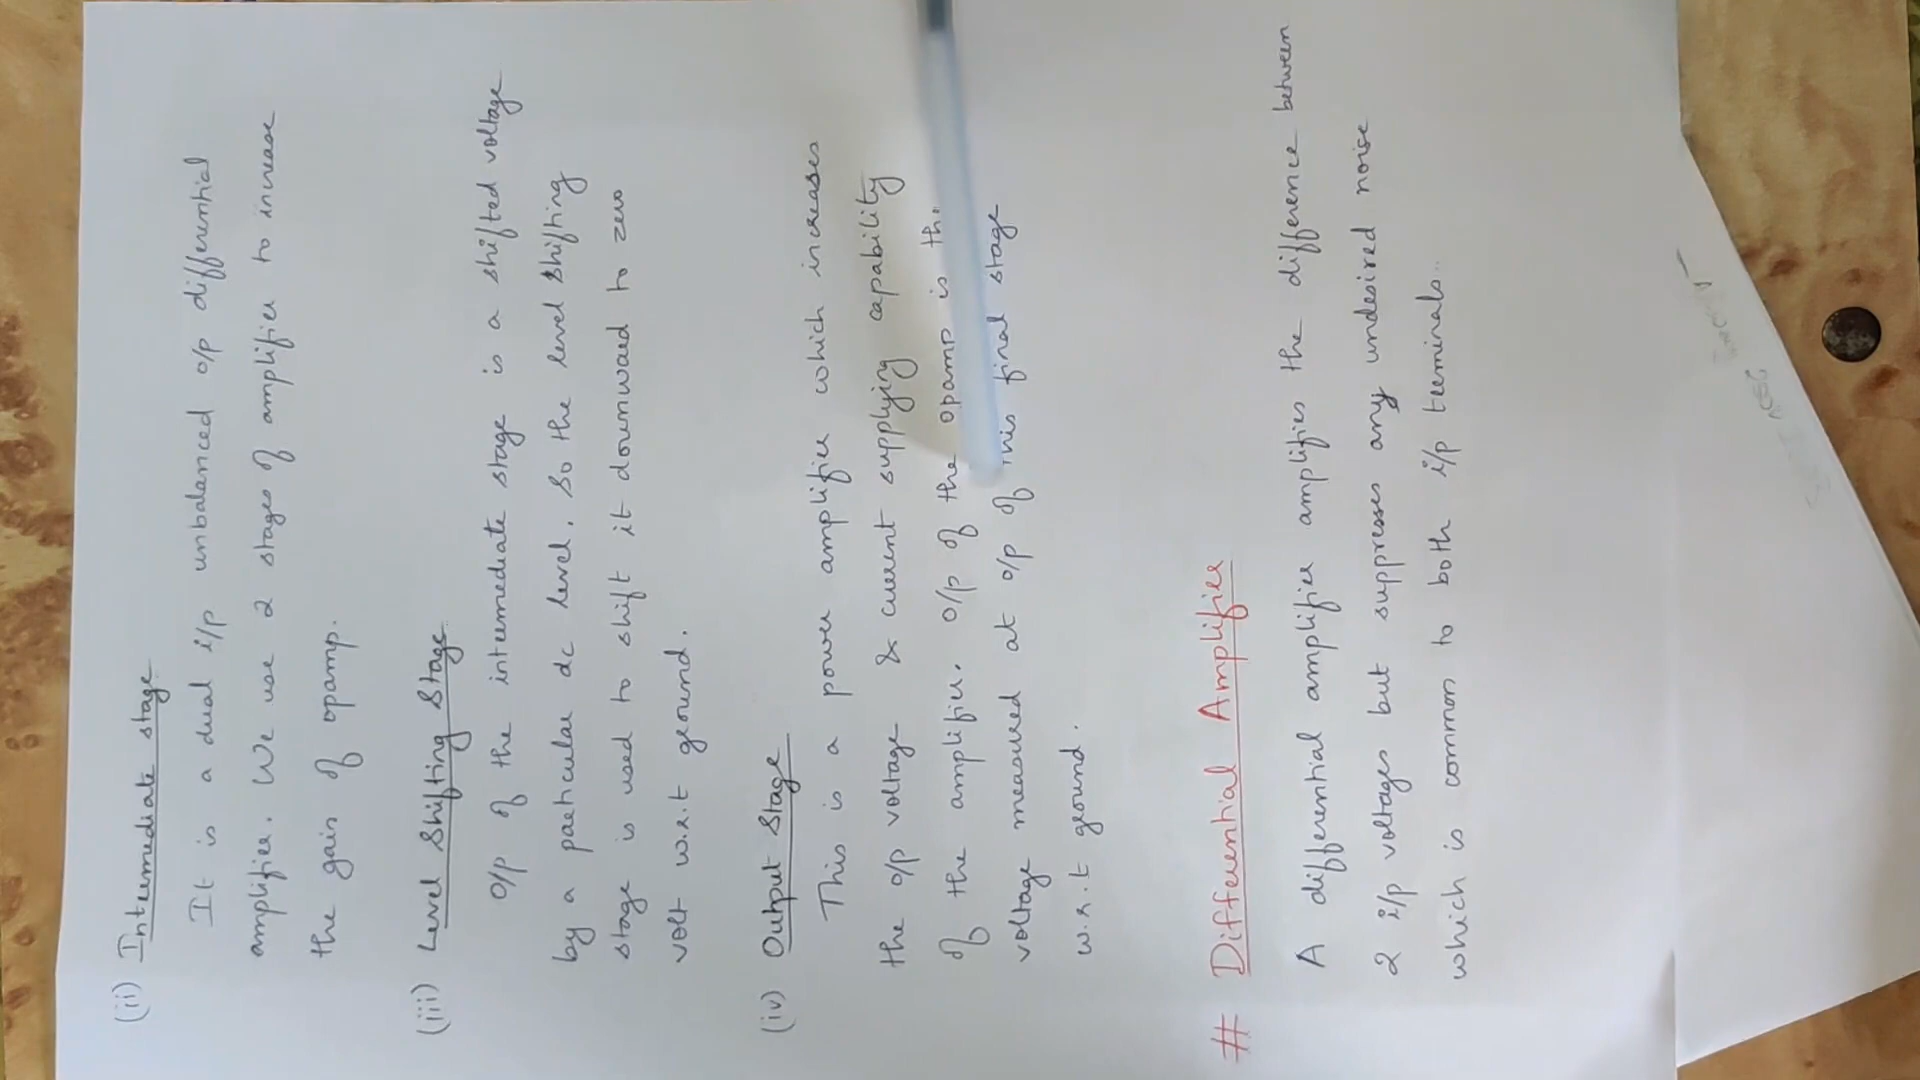 (ii) Intermediate stage
It is a dual i/p unbalanced o/p differential
amplifier. We use 2 stages of amplifier to increase
the gain of opamp.
(iii) Level Shifting Stage
o/p of the intermediate stage is a shifted voltage
by a particular dc level. So the level shifting
stage is used to shift it downward to zero
volt w.r.t ground.
(iv) Output Stage
This is a power amplifier which increases
the o/p voltage & current supplying capability
of the amplifier. o/p of the opamp is the
voltage measured at o/p of this final stage
w.r.t ground.
# Differential Amplifier
A differential amplifier amplifies the difference between
2 i/p voltages but suppresses any undesired noise
which is common to both i/p terminals..